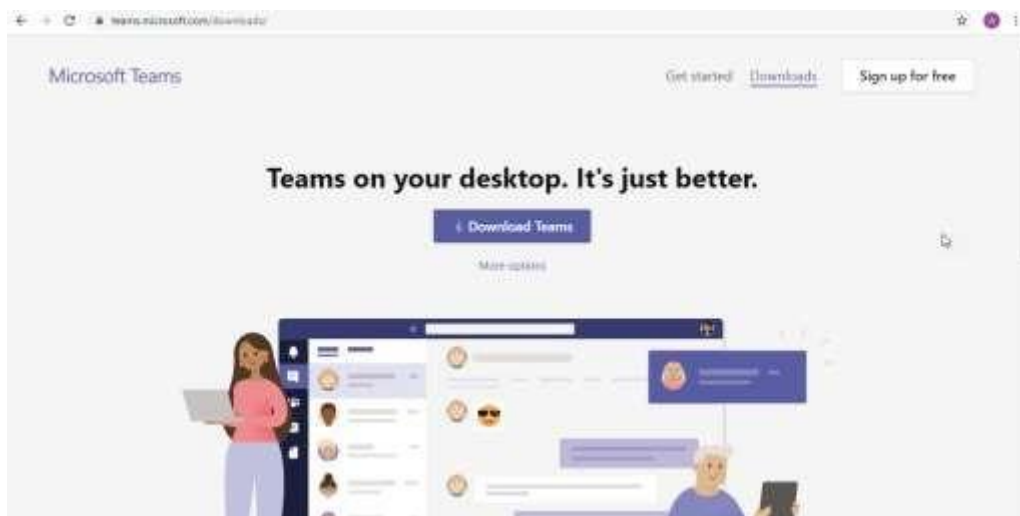 teams.microsoft.com/downloads/
Microsoft Teams
Get started Downloads Sign up for free
Teams on your desktop. It's just better.
Download Teams
More options